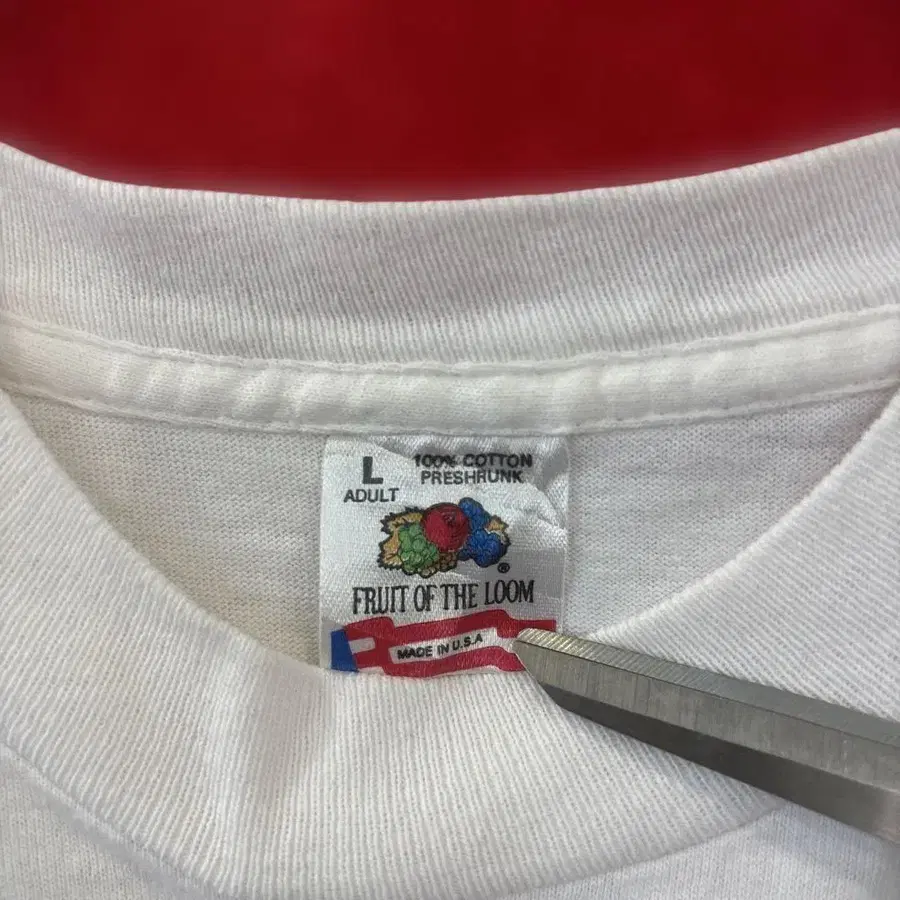 L
ADULT
100% COTTON
PRESHRUNK
®
FRUIT OF THE LOOM
MADE IN U.S.A